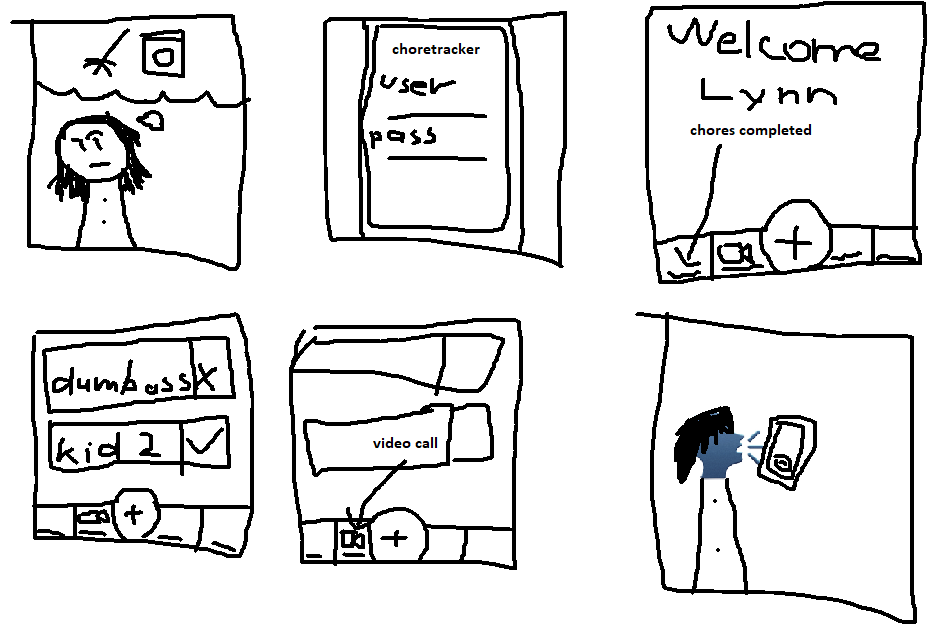 choretracker
user
pass
Welcome
Lynn
chores completed
dumbass X
kid 2
video call